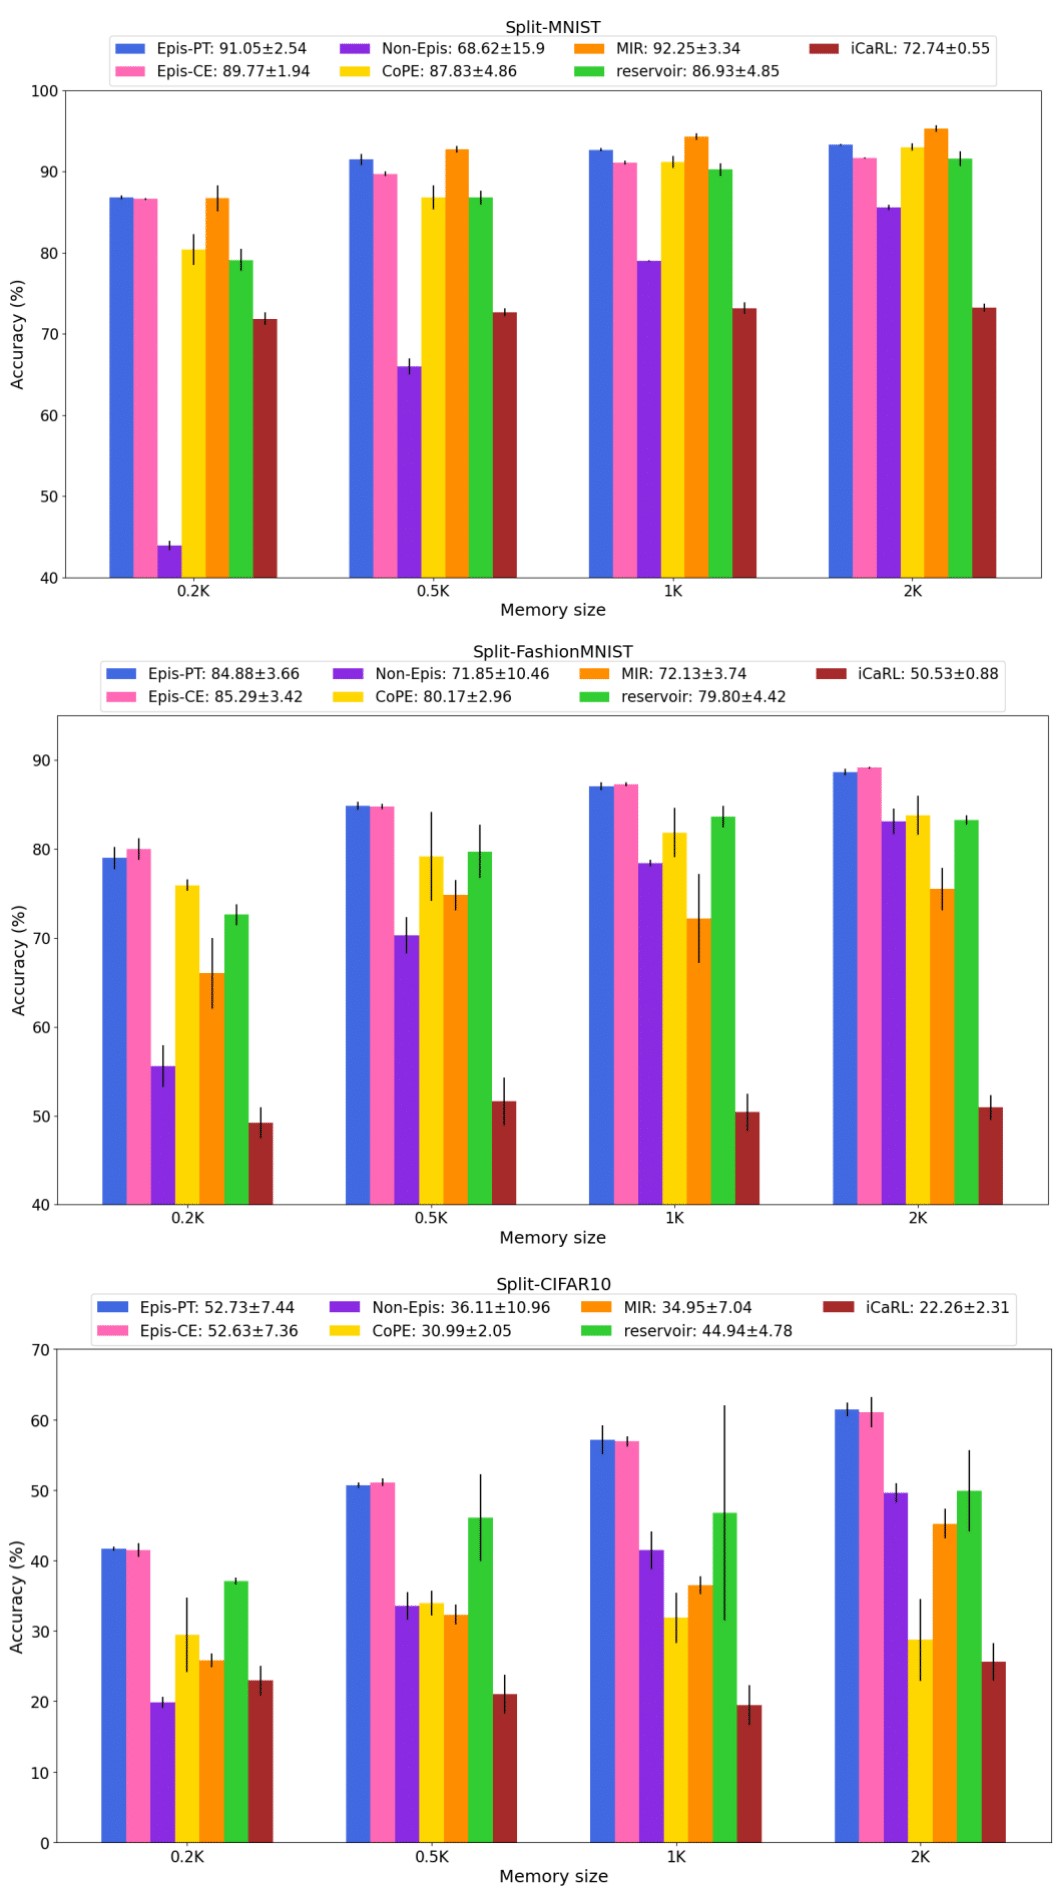 Split-MNIST
Epis-PT: 91.05±2.54 Non-Epis: 68.62±15.9 MIR: 92.25±3.34 iCaRL: 72.74±0.55
Epis-CE: 89.77±1.94 CoPE: 87.83±4.86 reservoir: 86.93±4.85
100
90
80
70
60
50
40
Accuracy (%)
0.2K 0.5K 1K 2K
Memory size
Split-FashionMNIST
Epis-PT: 84.88±3.66 Non-Epis: 71.85±10.46 MIR: 72.13±3.74 iCaRL: 50.53±0.88
Epis-CE: 85.29±3.42 CoPE: 80.17±2.96 reservoir: 79.80±4.42
90
80
70
60
50
40
Accuracy (%)
0.2K 0.5K 1K 2K
Memory size
Split-CIFAR10
Epis-PT: 52.73±7.44 Non-Epis: 36.11±10.96 MIR: 34.95±7.04 iCaRL: 22.26±2.31
Epis-CE: 52.63±7.36 CoPE: 30.99±2.05 reservoir: 44.94±4.78
70
60
50
40
30
20
10
0
Accuracy (%)
0.2K 0.5K 1K 2K
Memory size